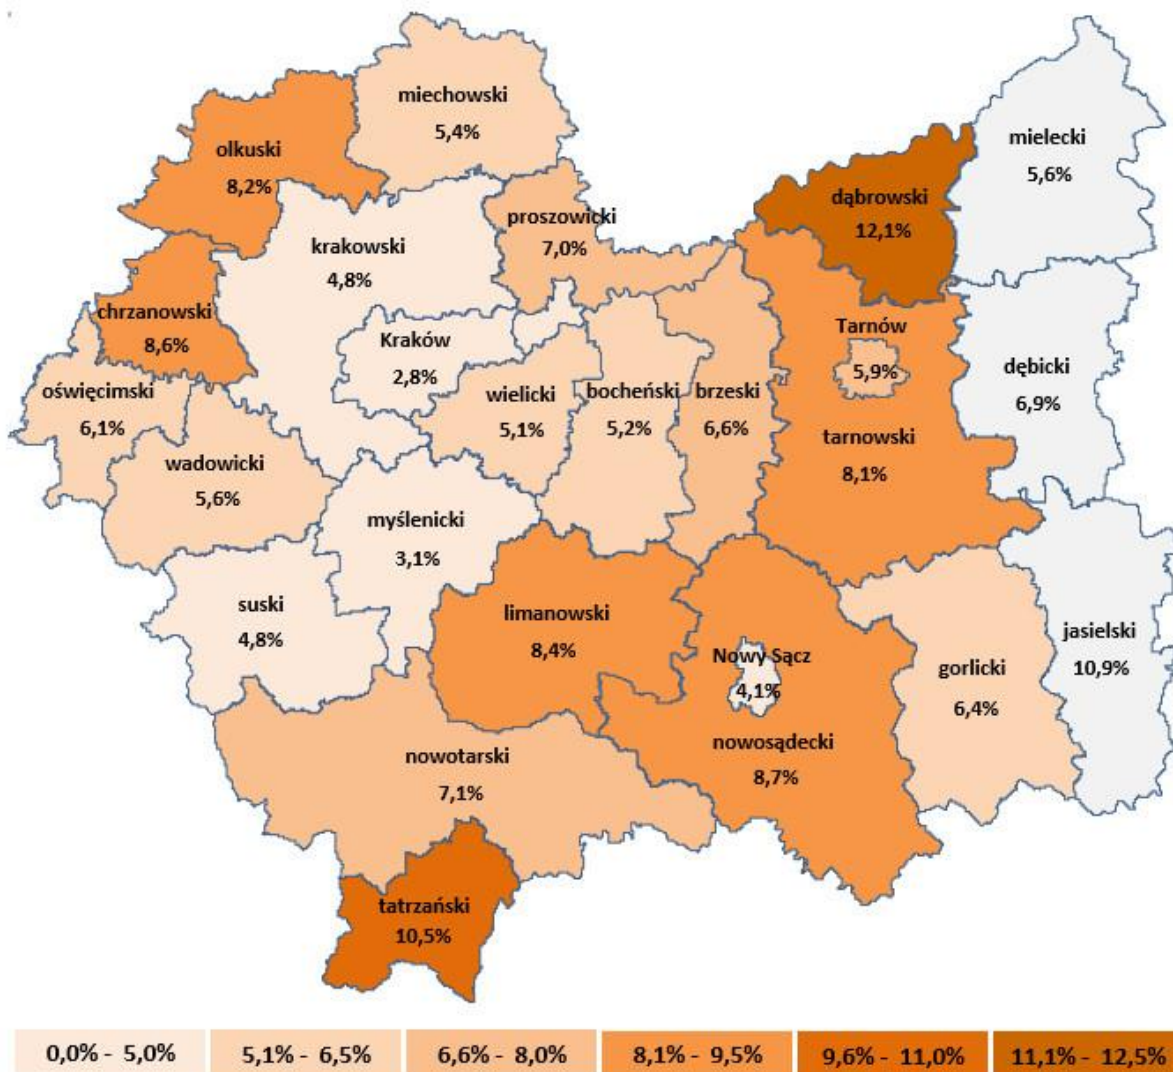 miechowski
5,4%
olkuski
8,2%
mielecki
5,6%
dąbrowski
12,1%
proszowicki
7,0%
krakowski
4,8%
chrzanowski
8,6%
Kraków
2,8%
Tarnów
5,9%
oświęcimski
6,1%
wielicki
5,1%
bocheński
5,2%
brzeski
6,6%
dębicki
6,9%
tarnowski
8,1%
wadowicki
5,6%
myślenicki
3,1%
suski
4,8%
limanowski
8,4%
Nowy Sącz
4,1%
jasielski
10,9%
gorlicki
6,4%
nowosądecki
8,7%
nowotarski
7,1%
tatrzański
10,5%
0,0% - 5,0%
5,1% - 6,5%
6,6% - 8,0%
8,1% - 9,5%
9,6% - 11,0%
11,1% - 12,5%